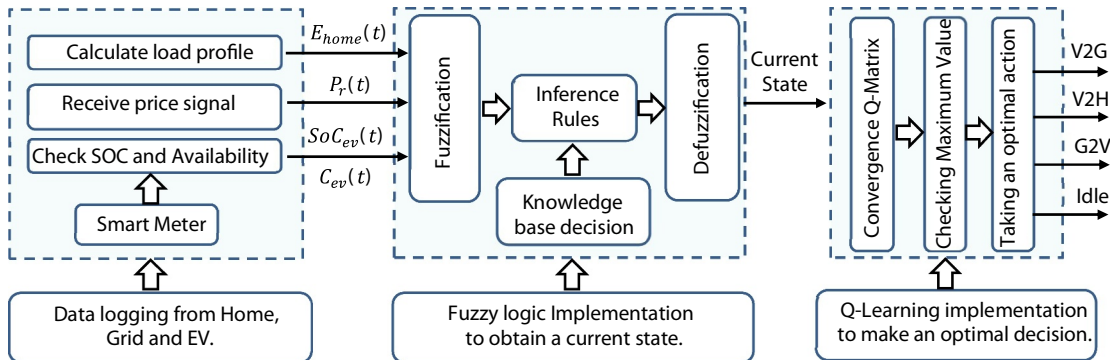 Calculate load profile
Receive price signal
Check SOC and Availability
Smart Meter
Data logging from Home,
Grid and EV.
E_home(t)
P_r(t)
SoC_ev(t)
C_ev(t)
Fuzzification
Inference
Rules
Knowledge
base decision
Defuzzification
Fuzzy logic Implementation
to obtain a current state.
Current
State
Convergence Q-Matrix
Checking Maximum Value
Taking an optimal action
V2G
V2H
G2V
Idle
Q-Learning implementation
to make an optimal decision.